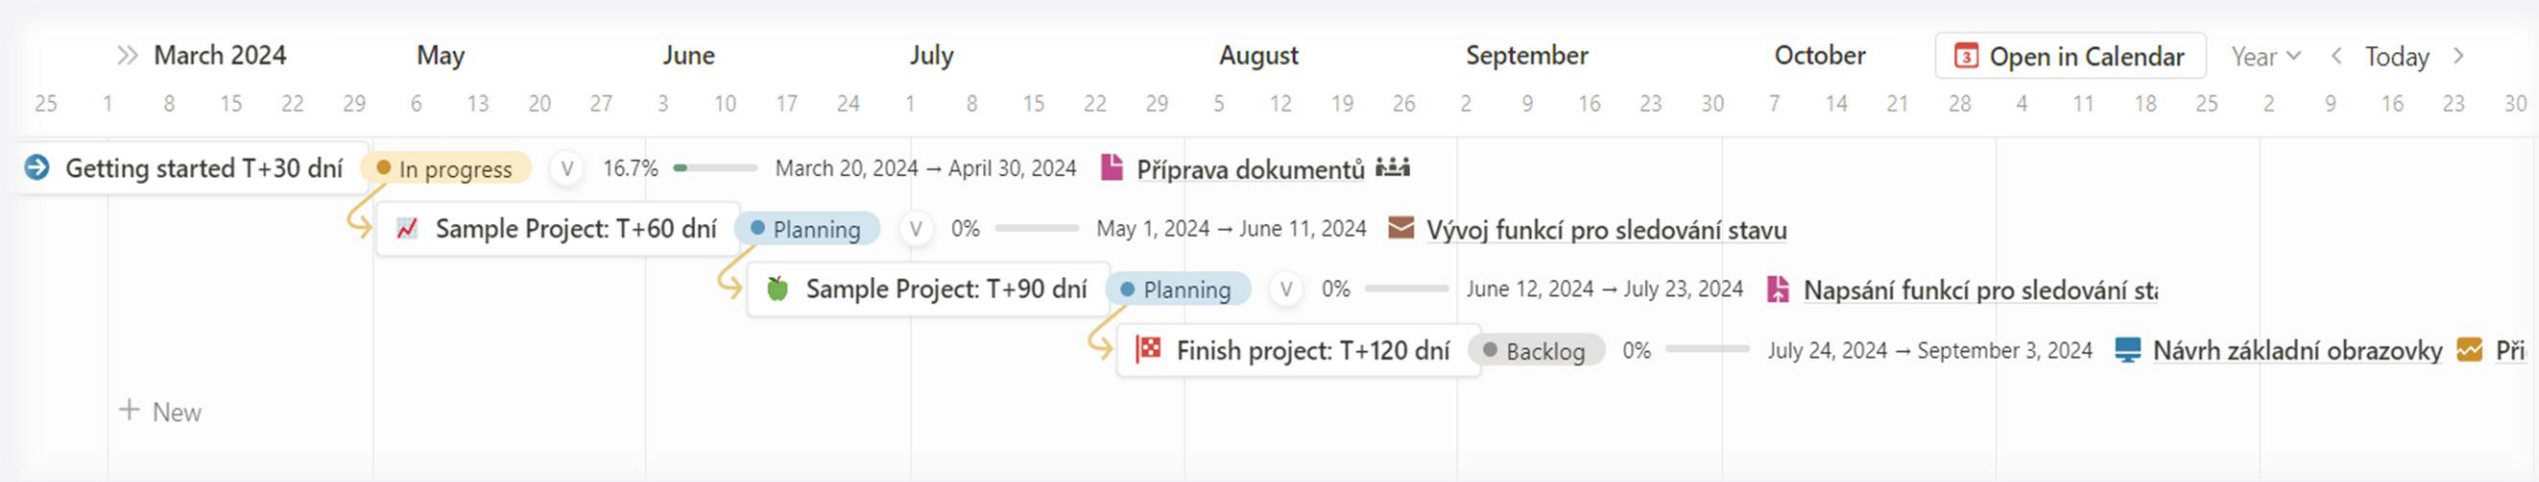 March 2024 May June July August September October 3 Open in Calendar Year Today
25 1 8 15 22 29 6 13 20 27 3 10 17 24 1 8 15 22 29 5 12 19 26 2 9 16 23 30 7 14 21 28 4 11 18 25 2 9 16 23 30
Getting started T+30 dní In progress V 16.7% March 20, 2024 → April 30, 2024 Příprava dokumentů
Sample Project: T+60 dní Planning V 0% May 1, 2024 → June 11, 2024 Vývoj funkcí pro sledování stavu
Sample Project: T+90 dní Planning V 0% June 12, 2024 → July 23, 2024 Napsání funkcí pro sledování
Finish project: T+120 dní Backlog 0% July 24, 2024 → September 3, 2024 Návrh základní obrazovky
+ New